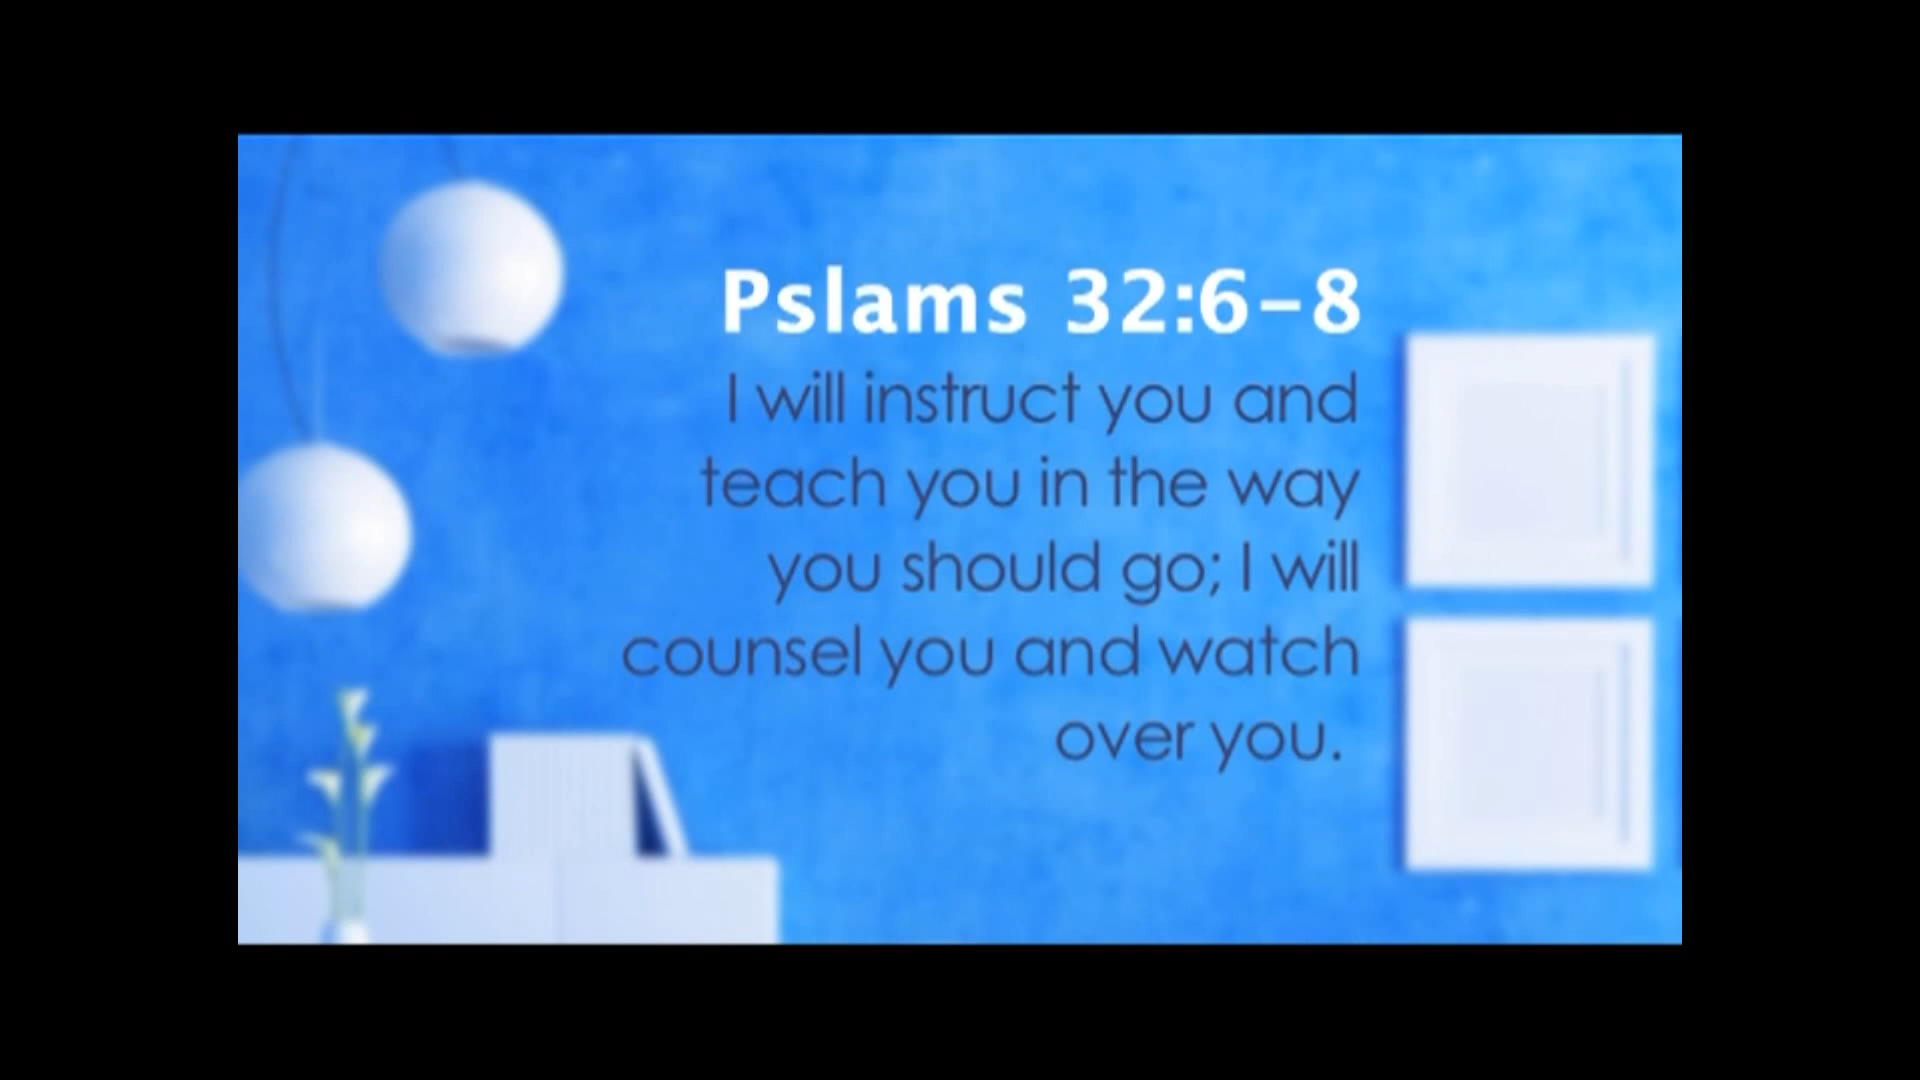 Pslams 32:6–8
I will instruct you and
teach you in the way
you should go; I will
counsel you and watch
over you.